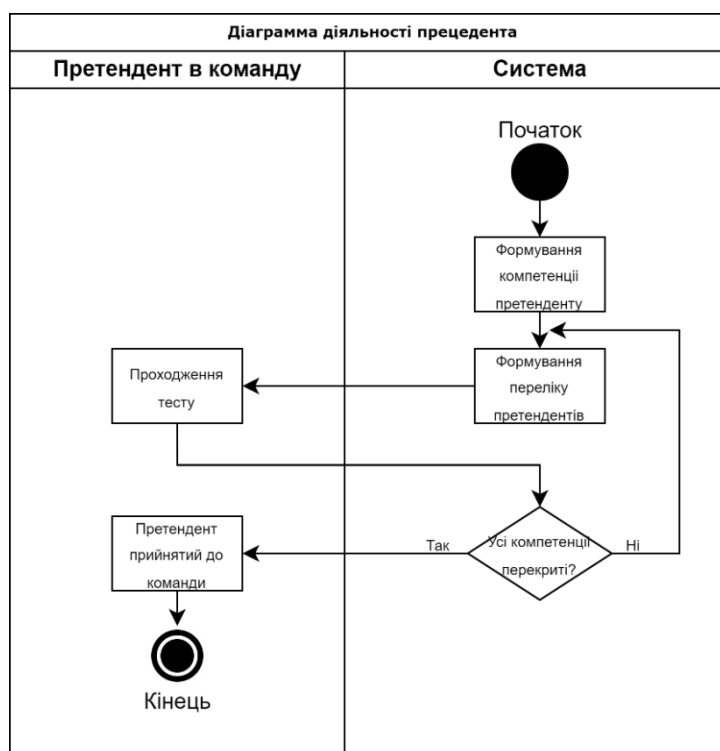 Діаграмма діяльності прецедента
Претендент в команду
Система
Початок
Формування
компетенціі
претенденту
Формування
переліку
претендентів
Проходження
тесту
Усі компетенції
перекриті?
Так
Ні
Претендент
прийнятий до
команди
Кінець